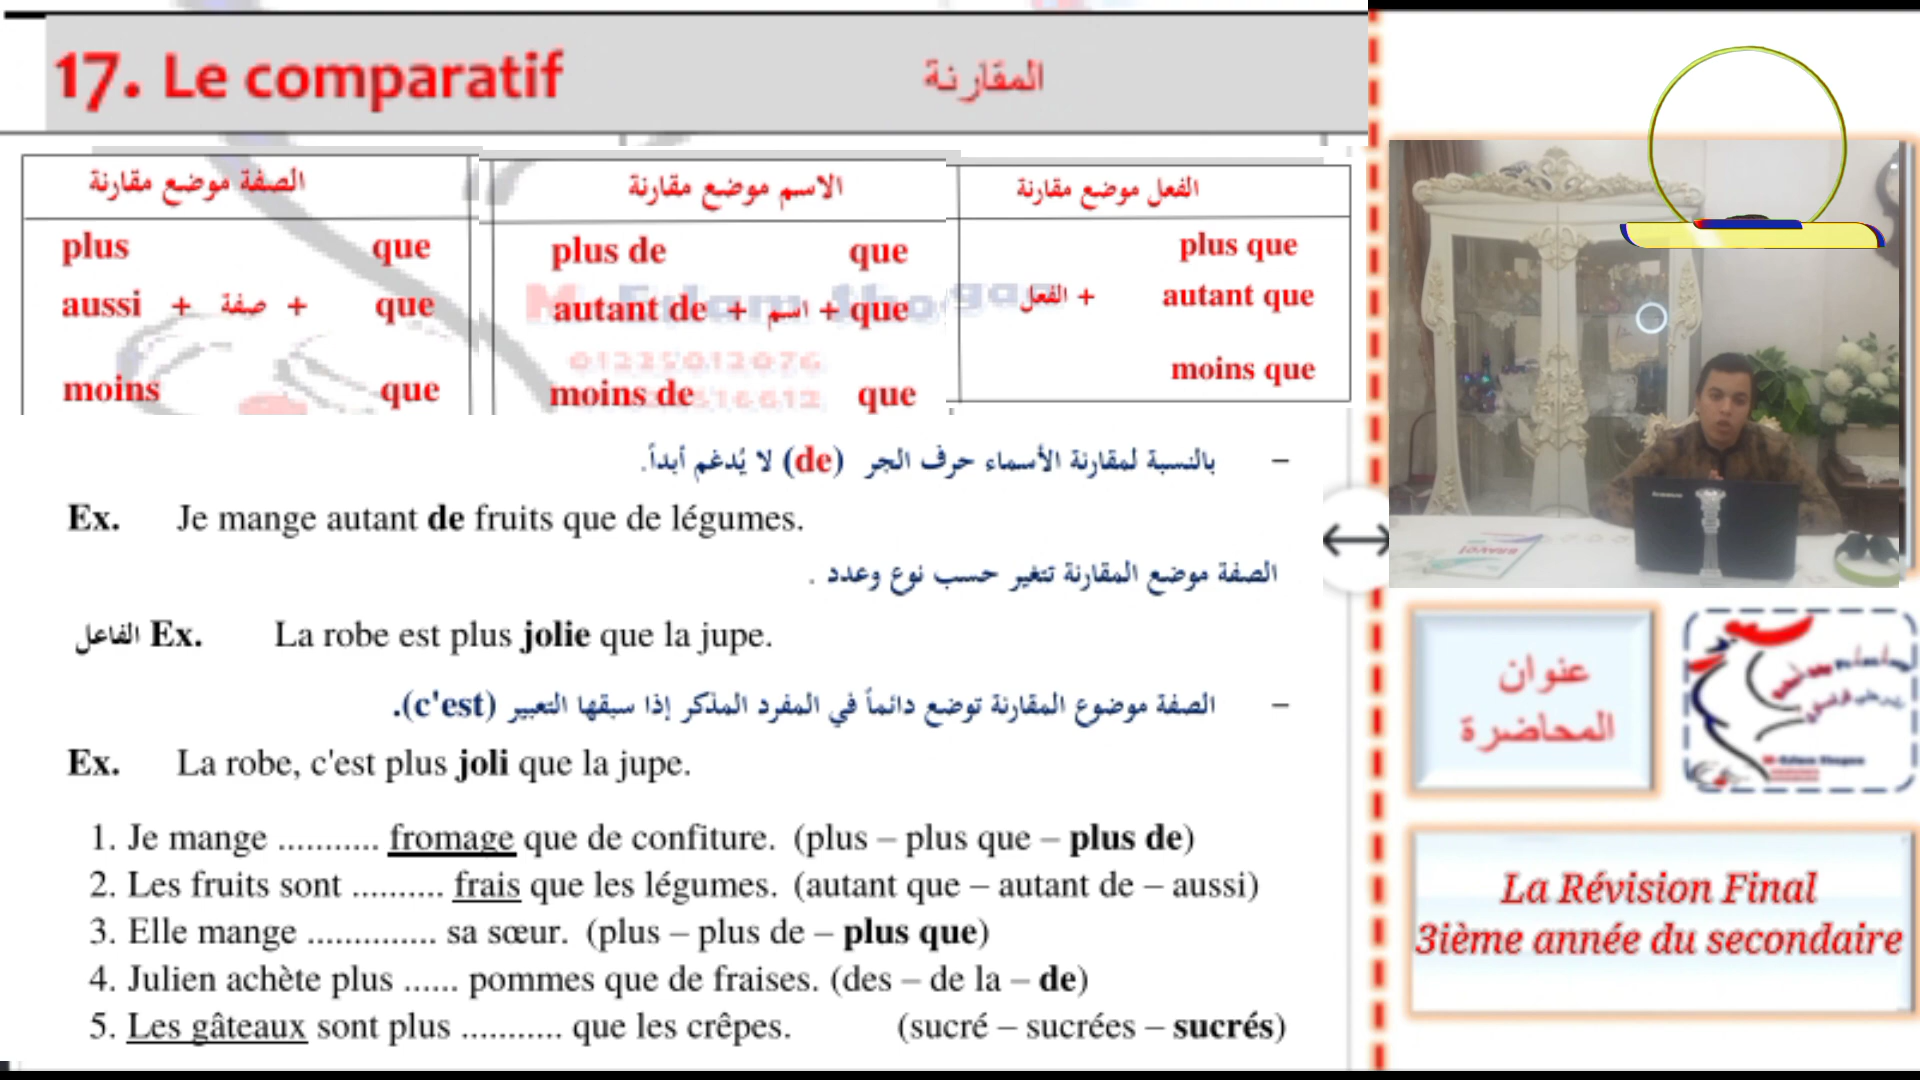 17. Le comparatif المقارنة
الصفة موضع مقارنة
plus que
aussi + صفة + que
moins que
الاسم موضع مقارنة
plus de que
autant de + اسم + que
moins de que
الفعل موضع مقارنة
plus que
الفعل + autant que
moins que
01225012076
– بالنسبة لمقارنة الأسماء حرف الجر (de) لا يُدغم أبداً.
Ex. Je mange autant de fruits que de légumes.
الصفة موضع المقارنة تتغير حسب نوع وعدد .
الفاعل Ex. La robe est plus jolie que la jupe.
– الصفة موضوع المقارنة توضع دائماً في المفرد المذكر إذا سبقها التعبير (c'est).
Ex. La robe, c'est plus joli que la jupe.
1. Je mange ........... fromage que de confiture. (plus – plus que – plus de)
2. Les fruits sont .......... frais que les légumes. (autant que – autant de – aussi)
3. Elle mange .............. sa sœur. (plus – plus de – plus que)
4. Julien achète plus ...... pommes que de fraises. (des – de la – de)
5. Les gâteaux sont plus ........... que les crêpes. (sucré – sucrées – sucrés)
عنوان
المحاضرة
La Révision Final
3ième année du secondaire